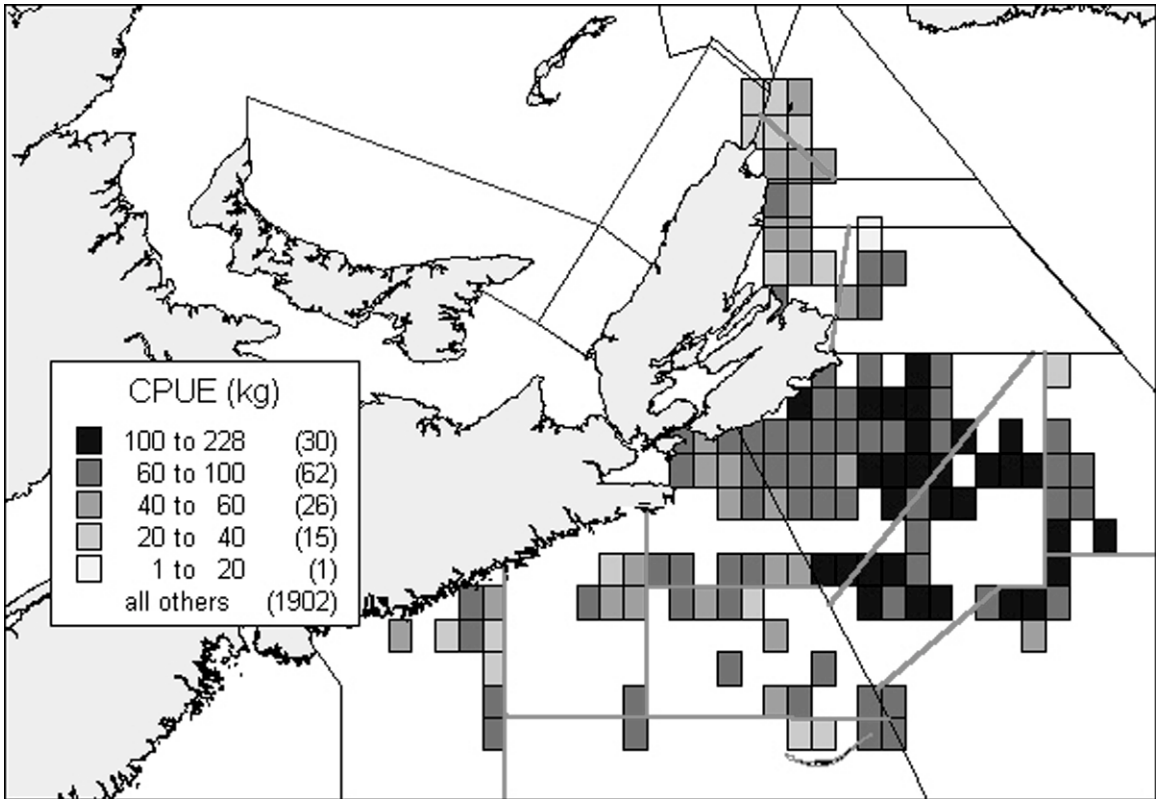 CPUE (kg)
100 to 228 (30)
60 to 100 (62)
40 to 60 (26)
20 to 40 (15)
1 to 20 (1)
all others (1902)